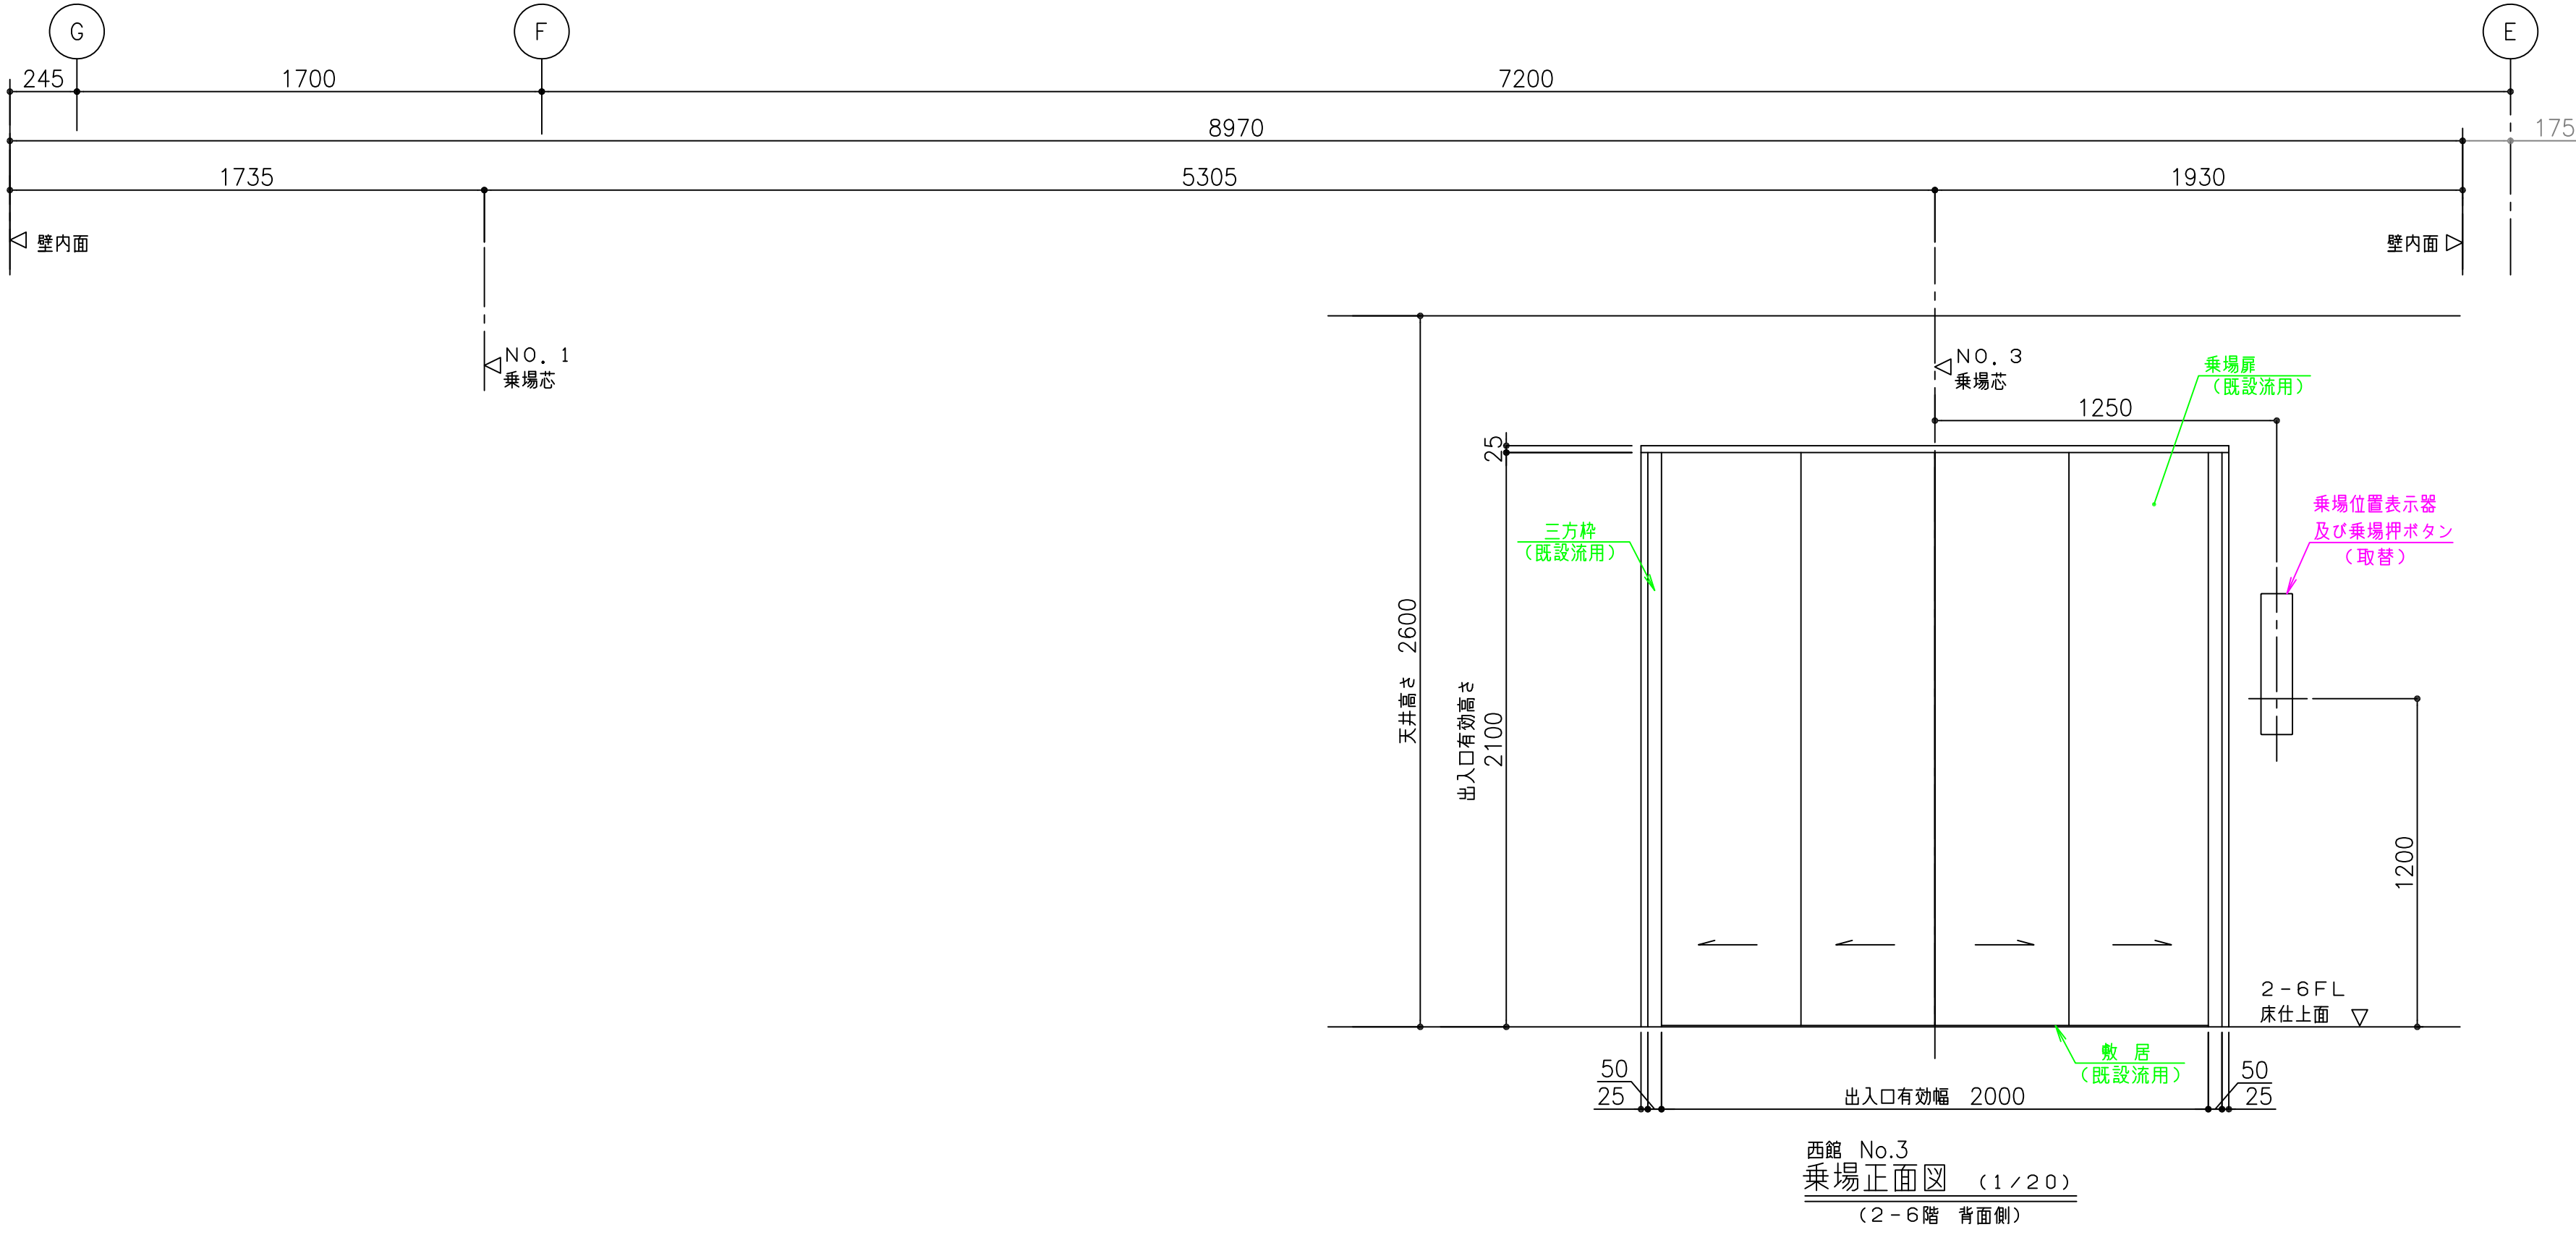 G
F
E
245
1700
7200
8970
175
1735
5305
1930
壁内面
壁内面
NO. 1
乗場芯
NO. 3
乗場芯
乗場扉
(既設流用)
1250
25
乗場位置表示器
及び乗場押ボタン
(取替)
三方枠
(既設流用)
天井高さ 2600
出入口有効高さ
2100
1200
2-6FL
床仕上面
敷 居
(既設流用)
50
25
出入口有効幅 2000
50
25
西館 No.3
乗場正面図 (1/20)
(2-6階 背面側)